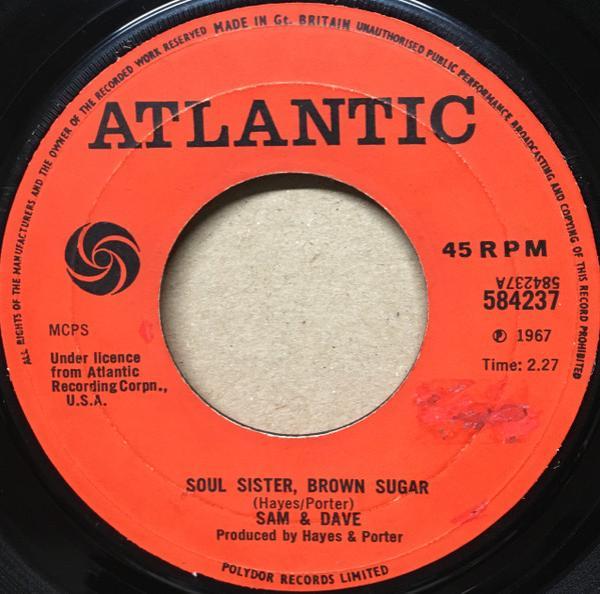 ALL RIGHTS OF THE MANUFACTURERS AND THE OWNER OF THE RECORDED WORK RESERVED MADE IN Gt. BRITAIN UNAUTHORISED PUBLIC PERFORMANCE BROADCASTING AND COPYING OF THIS RECORD PROHIBITED
ATLANTIC
45 RPM
584237A
584237
℗ 1967
Time: 2.27
MCPS
Under licence
from Atlantic
Recording Corpn.,
U.S.A.
SOUL SISTER, BROWN SUGAR
(Hayes/Porter)
SAM & DAVE
Produced by Hayes & Porter
POLYDOR RECORDS LIMITED